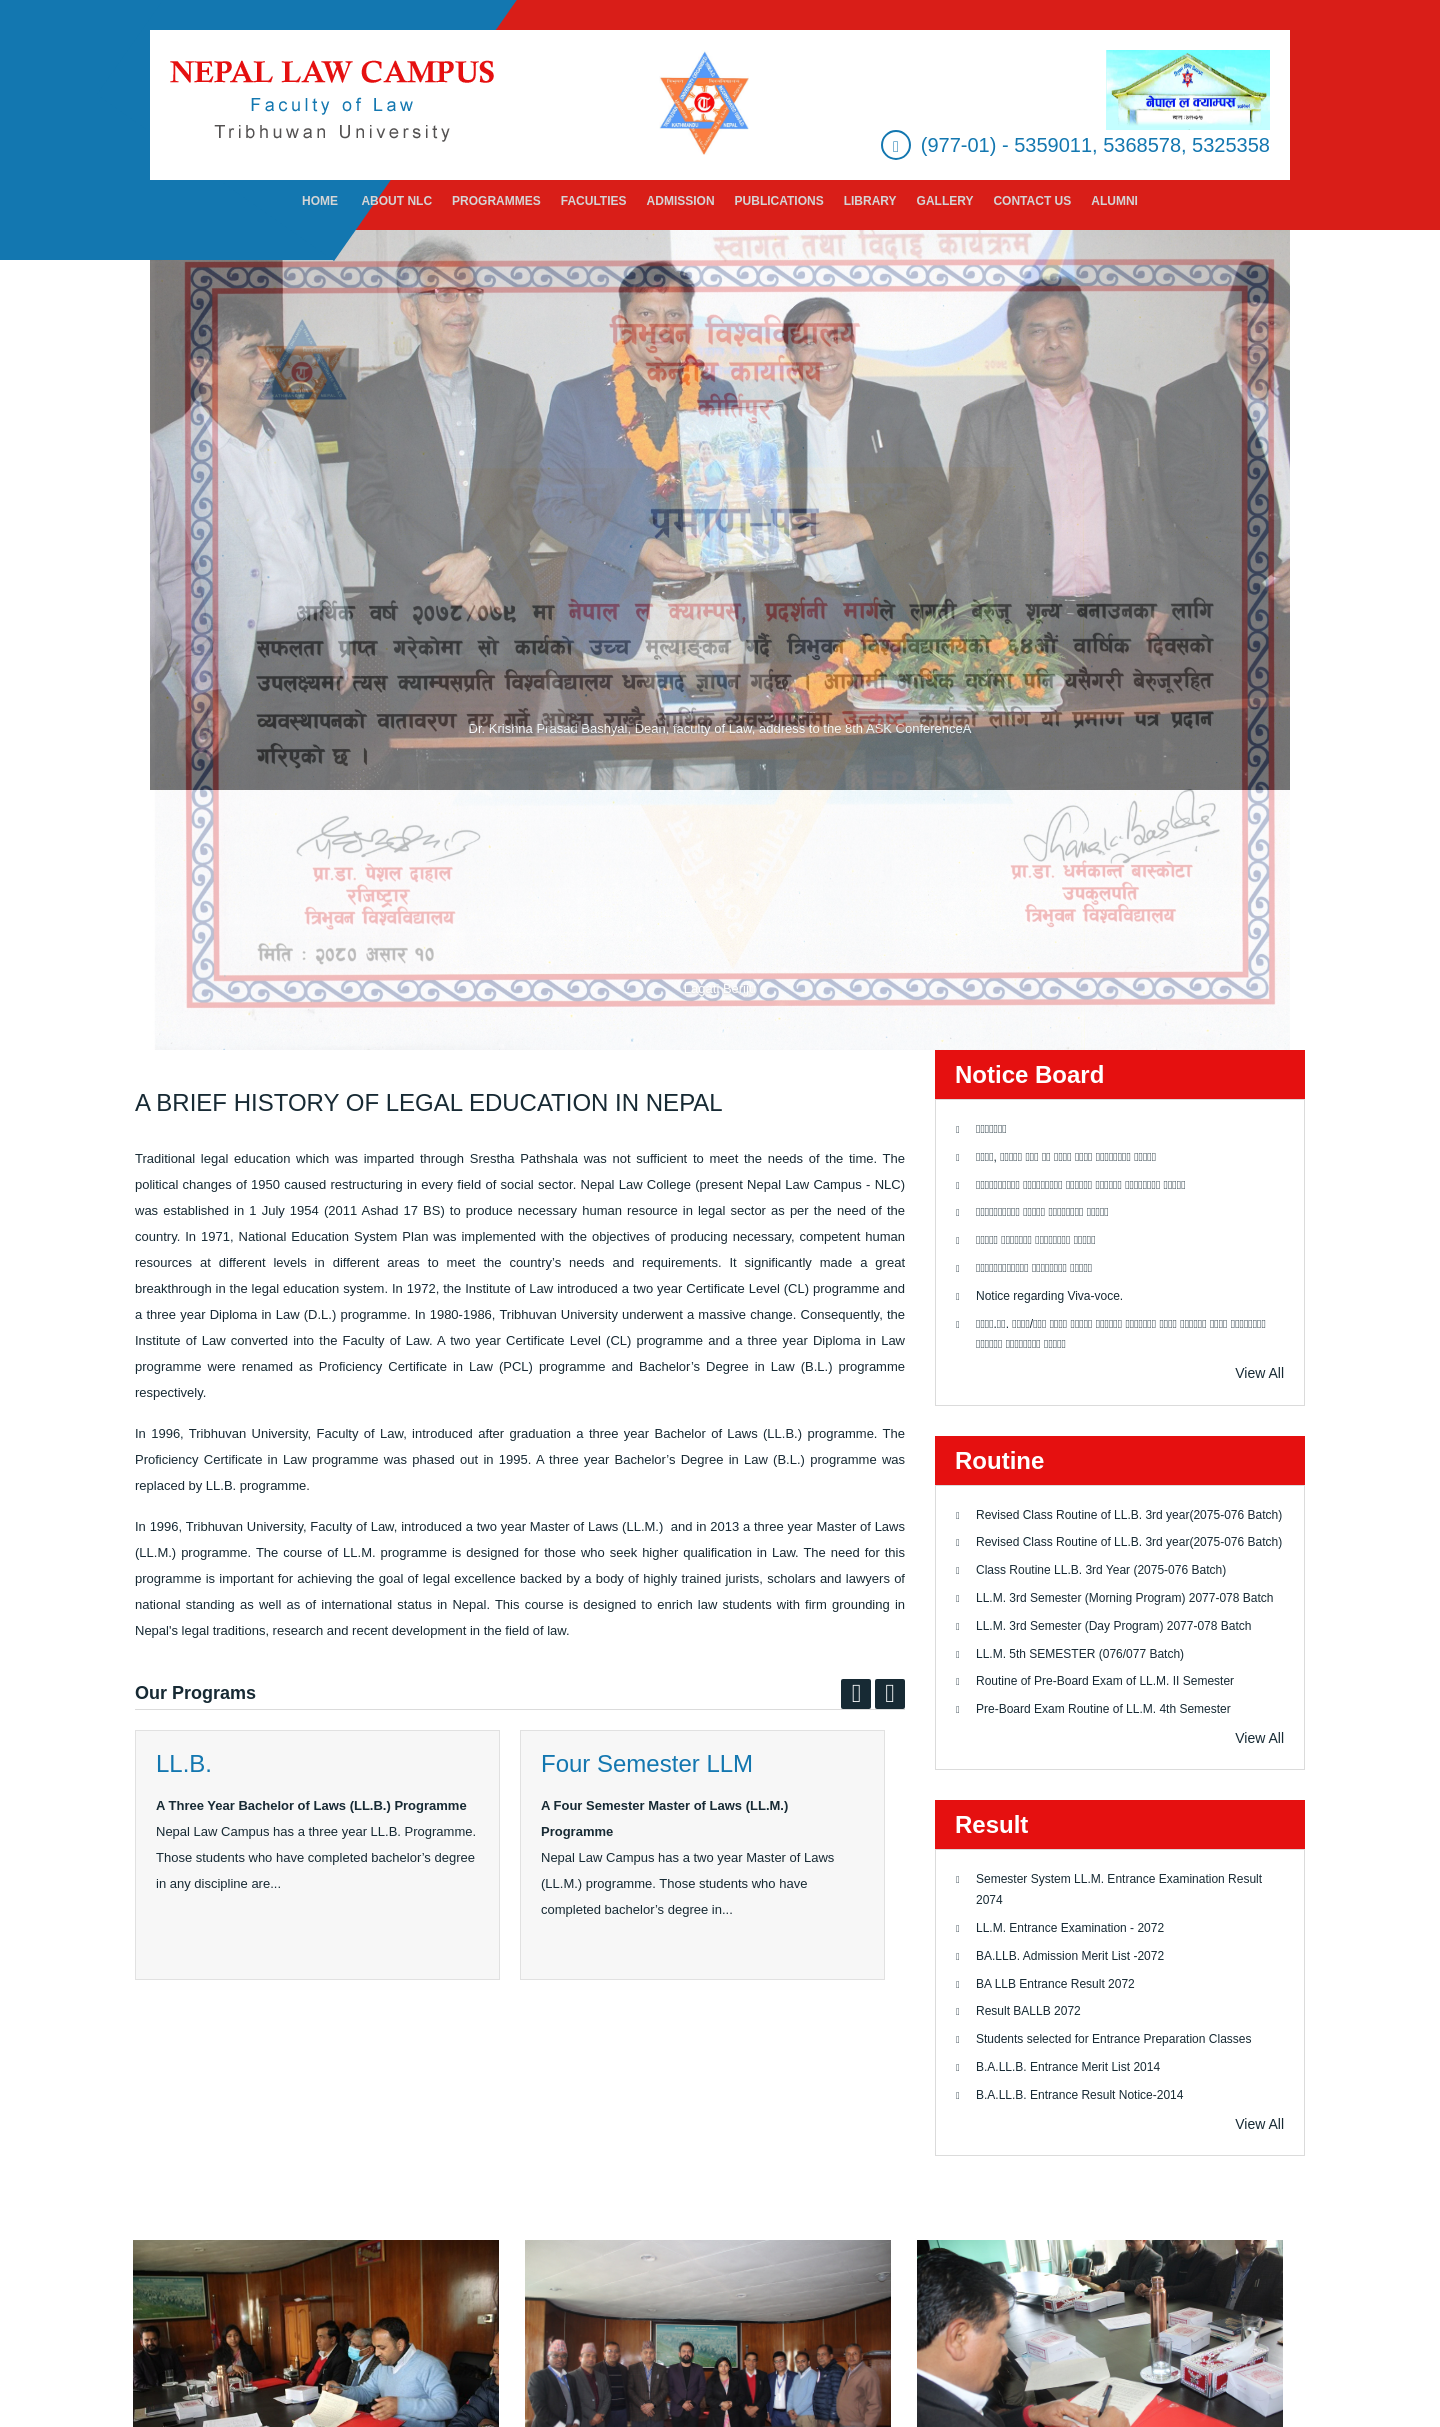 NEPAL LAW CAMPUS
Faculty of Law
Tribhuwan University
नेपाल ल क्याम्पस
(977-01) - 5359011, 5368578, 5325358
HOME ABOUT NLC PROGRAMMES FACULTIES ADMISSION PUBLICATIONS LIBRARY GALLERY CONTACT US ALUMNI
स्वागत तथा विदाइ कार्यक्रम
त्रिभुवन विश्वविद्यालय
केन्द्रीय कार्यालय
कीर्तिपुर
प्रमाण-पत्र
आर्थिक वर्ष २०७८/०७९ मा नेपाल ल क्याम्पस, प्रदर्शनी मार्गले लगती बेरुजू शून्य बनाउनका लागि
सफलता प्राप्त गरेकोमा सो कार्यको उच्च मूल्याङ्कन गर्दै त्रिभुवन विश्वविद्यालयको ६४औं वार्षिक दिवसको
उपलक्ष्यमा त्यस क्याम्पसप्रति विश्वविद्यालय धन्यवाद ज्ञापन गर्दछ । आगामी आर्थिक वर्षमा पनि यसैगरी बेरुजूरहित
व्यवस्थापनको वातावरण तयार गर्ने अपेक्षा राख्दै आर्थिक व्यवस्थापनमा उत्कृष्ट कार्यका लागि यो प्रमाण पत्र प्रदान
गरिएको छ ।
Dr. Krishna Prasad Bashyal, Dean, faculty of Law, address to the 8th ASK ConferenceA
प्रा.डा. पेशल दाहाल
रजिष्ट्रार
त्रिभुवन विश्वविद्यालय
प्रा.डा. धर्मकान्त बास्कोटा
उपकुलपति
त्रिभुवन विश्वविद्यालय
मिति : २०८० असार १०
A BRIEF HISTORY OF LEGAL EDUCATION IN NEPAL
Traditional legal education which was imparted through Srestha Pathshala was not sufficient to meet the needs of the time. The
political changes of 1950 caused restructuring in every field of social sector. Nepal Law College (present Nepal Law Campus - NLC)
was established in 1 July 1954 (2011 Ashad 17 BS) to produce necessary human resource in legal sector as per the need of the
country. In 1971, National Education System Plan was implemented with the objectives of producing necessary, competent human
resources at different levels in different areas to meet the country’s needs and requirements. It significantly made a great
breakthrough in the legal education system. In 1972, the Institute of Law introduced a two year Certificate Level (CL) programme and
a three year Diploma in Law (D.L.) programme. In 1980-1986, Tribhuvan University underwent a massive change. Consequently, the
Institute of Law converted into the Faculty of Law. A two year Certificate Level (CL) programme and a three year Diploma in Law
programme were renamed as Proficiency Certificate in Law (PCL) programme and Bachelor’s Degree in Law (B.L.) programme
respectively.
In 1996, Tribhuvan University, Faculty of Law, introduced after graduation a three year Bachelor of Laws (LL.B.) programme. The
Proficiency Certificate in Law programme was phased out in 1995. A three year Bachelor’s Degree in Law (B.L.) programme was
replaced by LL.B. programme.
In 1996, Tribhuvan University, Faculty of Law, introduced a two year Master of Laws (LL.M.) and in 2013 a three year Master of Laws
(LL.M.) programme. The course of LL.M. programme is designed for those who seek higher qualification in Law. The need for this
programme is important for achieving the goal of legal excellence backed by a body of highly trained jurists, scholars and lawyers of
national standing as well as of international status in Nepal. This course is designed to enrich law students with firm grounding in
Nepal's legal traditions, research and recent development in the field of law.
Our Programs
LL.B.
A Three Year Bachelor of Laws (LL.B.) Programme
Nepal Law Campus has a three year LL.B. Programme.
Those students who have completed bachelor’s degree
in any discipline are...
Four Semester LLM
A Four Semester Master of Laws (LL.M.)
Programme
Nepal Law Campus has a two year Master of Laws
(LL.M.) programme. Those students who have
completed bachelor’s degree in...
Notice Board
Notice regarding Viva-voce.
View All
Routine
Revised Class Routine of LL.B. 3rd year(2075-076 Batch)
Revised Class Routine of LL.B. 3rd year(2075-076 Batch)
Class Routine LL.B. 3rd Year (2075-076 Batch)
LL.M. 3rd Semester (Morning Program) 2077-078 Batch
LL.M. 3rd Semester (Day Program) 2077-078 Batch
LL.M. 5th SEMESTER (076/077 Batch)
Routine of Pre-Board Exam of LL.M. II Semester
Pre-Board Exam Routine of LL.M. 4th Semester
View All
Result
Semester System LL.M. Entrance Examination Result
2074
LL.M. Entrance Examination - 2072
BA.LLB. Admission Merit List -2072
BA LLB Entrance Result 2072
Result BALLB 2072
Students selected for Entrance Preparation Classes
B.A.LL.B. Entrance Merit List 2014
B.A.LL.B. Entrance Result Notice-2014
View All